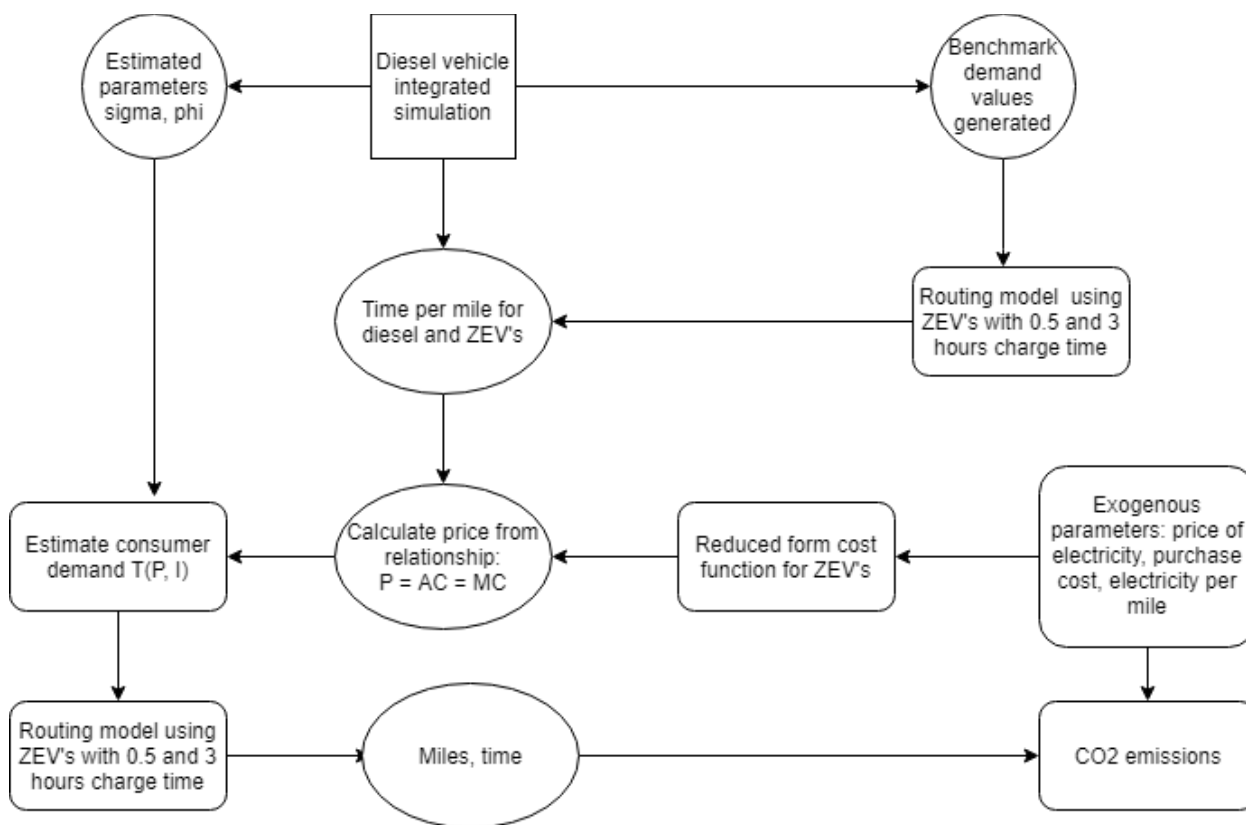 Estimated
parameters
sigma, phi
Diesel vehicle
integrated
simulation
Benchmark
demand
values
generated
Time per mile for
diesel and ZEV's
Routing model  using
ZEV's with 0.5 and 3
hours charge time
Estimate consumer
demand T(P, I)
Calculate price from
relationship:
P = AC = MC
Reduced form cost
function for ZEV's
Exogenous
parameters: price of
electricity, purchase
cost, electricity per
mile
Routing model using
ZEV's with 0.5 and 3
hours charge time
Miles, time
CO2 emissions